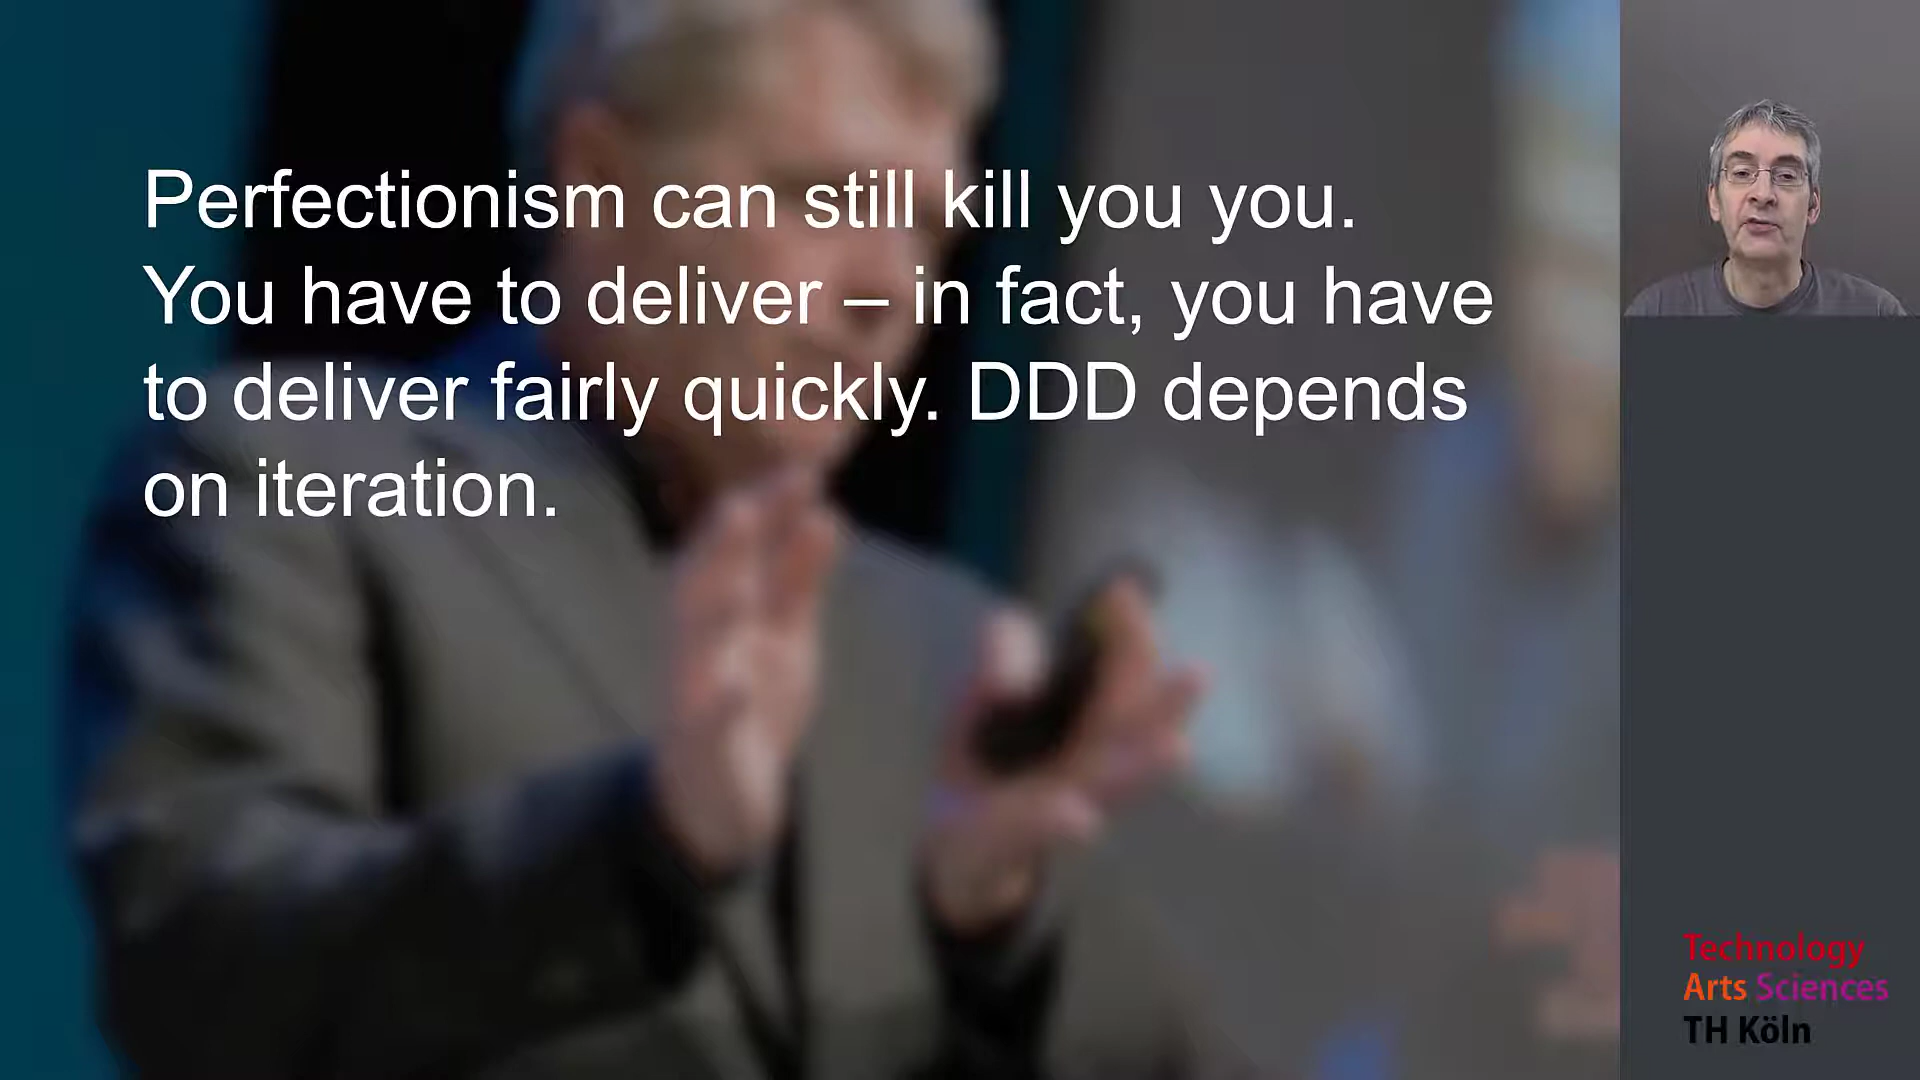 Perfectionism can still kill you you.
You have to deliver – in fact, you have
to deliver fairly quickly. DDD depends
on iteration.
Technology
Arts Sciences
TH Köln